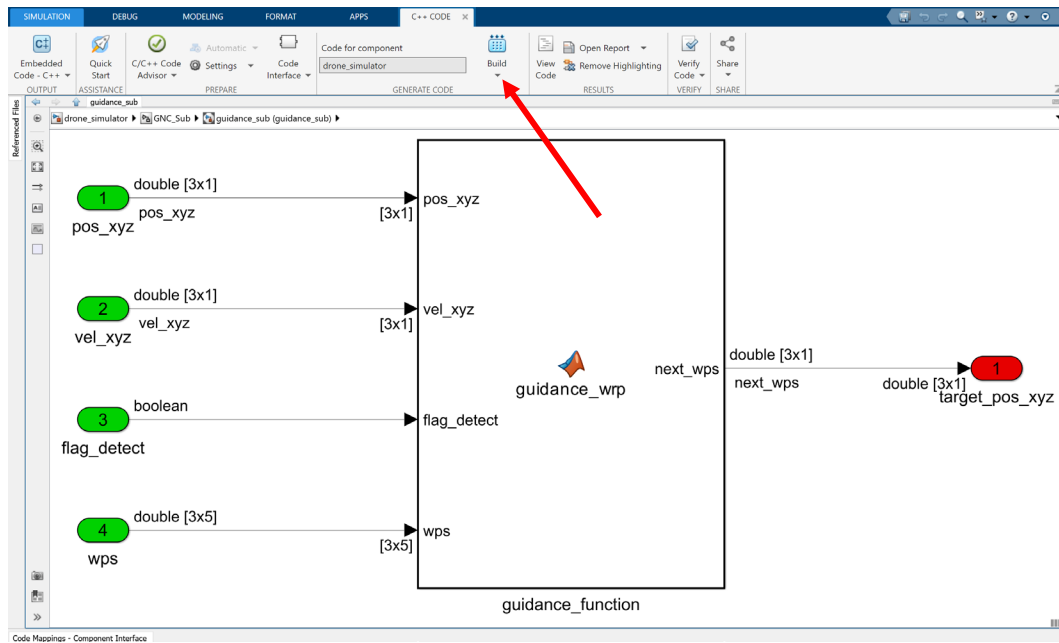 SIMULATION DEBUG MODELING FORMAT APPS C++ CODE
Embedded Code - C++
Quick Start
C/C++ Code Advisor
Automatic
Settings
Code Interface
Code for component
drone_simulator
Build
View Code
Open Report
Remove Highlighting
Verify Code
Share
OUTPUT ASSISTANCE PREPARE GENERATE CODE RESULTS VERIFY SHARE
Referenced Files
guidance_sub
drone_simulator GNC_Sub guidance_sub (guidance_sub)
double [3x1]
1
pos_xyz
[3x1]
pos_xyz
pos_xyz
double [3x1]
2
vel_xyz
[3x1]
vel_xyz
vel_xyz
guidance_wrp
next_wps
double [3x1]
next_wps
double [3x1]
1
target_pos_xyz
boolean
3
flag_detect
flag_detect
double [3x5]
4
[3x5]
wps
wps
guidance_function
Code Mappings - Component Interface